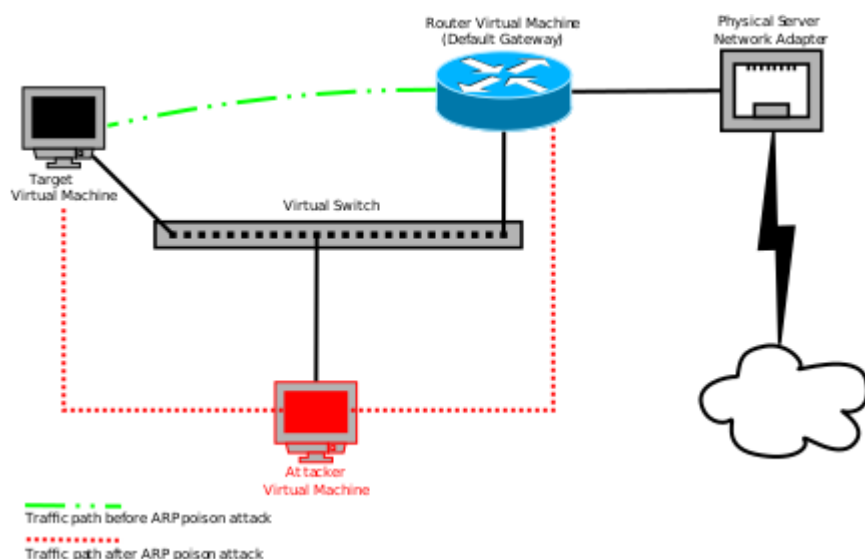 Router Virtual Machine
(Default Gateway)
Physical Server
Network Adapter
Target
Virtual Machine
Virtual Switch
Attacker
Virtual Machine
Traffic path before ARP poison attack
Traffic path after ARP poison attack